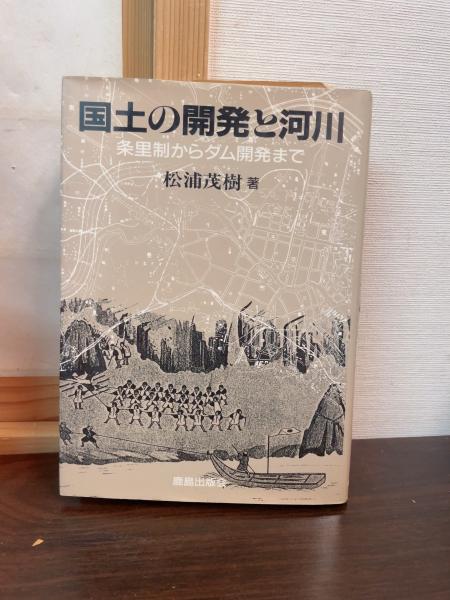 国土の開発と河川
条里制からダム開発まで
松浦茂樹 著
鹿島出版会